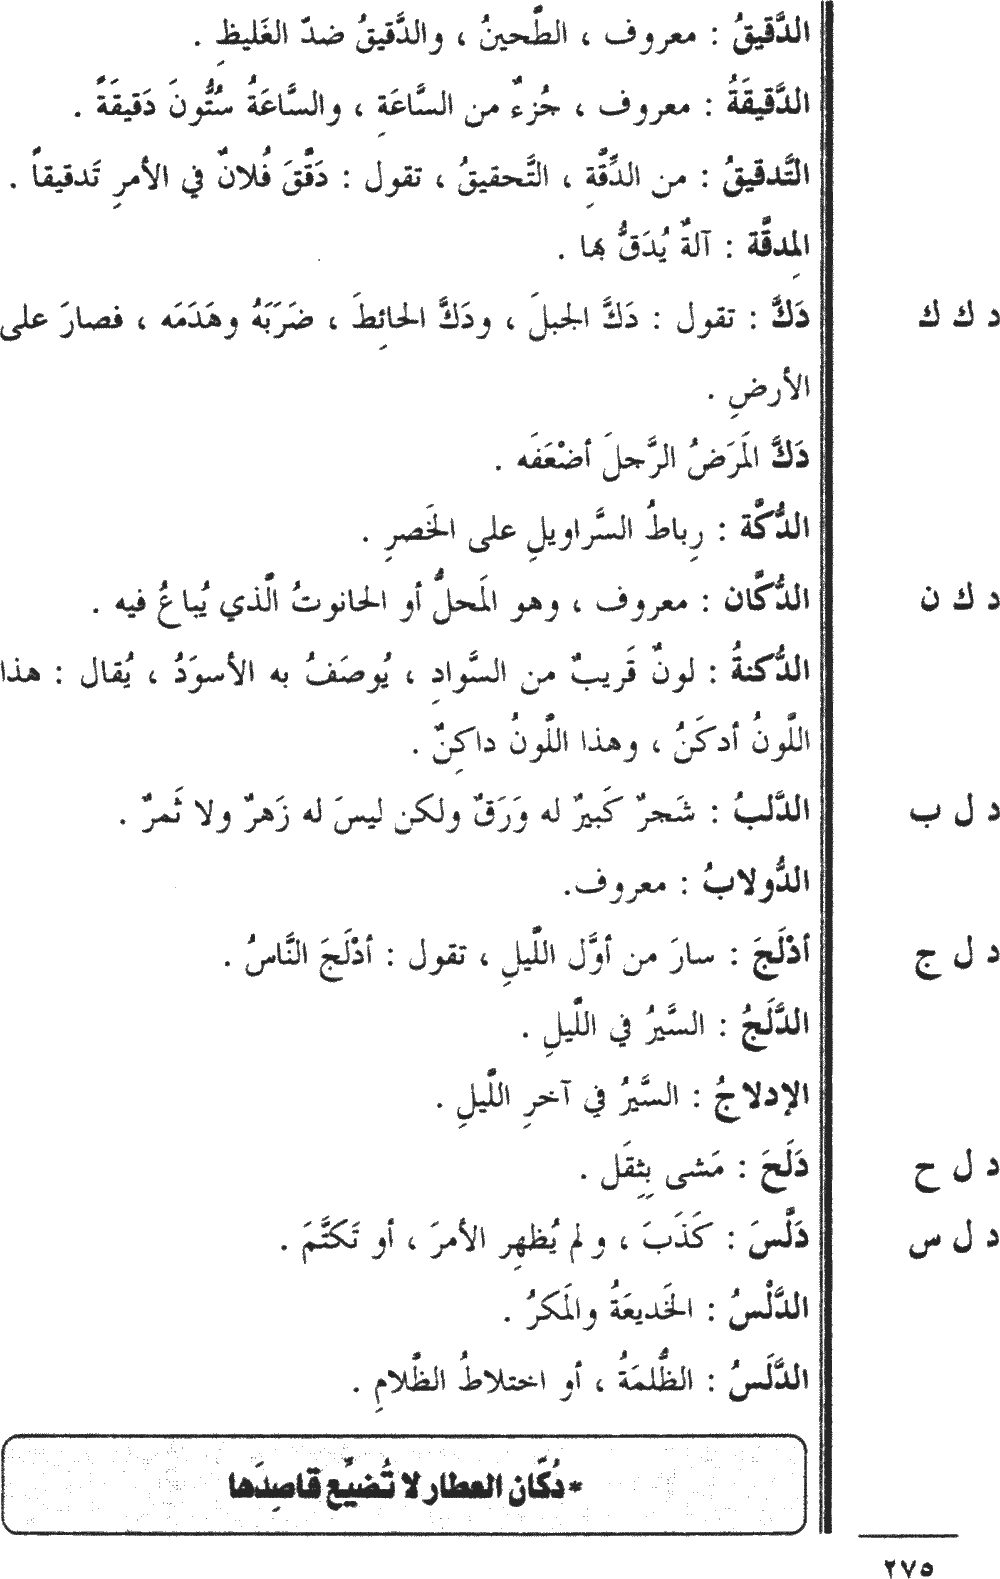 الدَّقيقُ : معروف ، الطَّحينُ ، والدَّقيقُ ضدّ الغَليظِ .
الدَّقيقَةُ : معروف ، جُزءٌ من السَّاعَةِ ، والسَّاعَةُ سُتُّونَ دَقيقَةً .
التَّدقيقُ : من الدِّقَّةِ ، التَّحقيقُ ، تقول : دَقَّقَ فُلانٌ في الأمرِ تَدقيقاً .
المِدقَّة : آلةٌ يُدَقُّ بها .
د ك ك دَكَّ : تقول : دَكَّ الجبلَ ، ودَكَّ الحائِطَ ، ضَرَبَهُ وهَدَمَه ، فصارَ على
الأرضِ .
دَكَّ المَرَضُ الرَّجلَ أضْعَفَه .
الدُّكَّة : رِباطُ السَّراويلِ على الخَصرِ .
د ك ن الدُّكَّان : معروف ، وهو المَحلُّ أو الحانوتُ الَّذي يُباعُ فيه .
الدُّكنةُ : لونٌ قَريبٌ من السَّوادِ ، يُوصَفُ به الأسوَدُ ، يُقال : هذا
اللَّونُ أدكَنُ ، وهذا اللَّونُ داكِنٌ .
د ل ب الدَّلبُ : شَجرٌ كَبيرٌ له وَرَقٌ ولكن ليسَ له زَهرٌ ولا ثَمرٌ .
الدُّولابُ : معروف.
د ل ج أدْلَجَ : سارَ من أوَّل اللَّيلِ ، تقول : أدْلَجَ النَّاسُ .
الدَّلَجُ : السَّيرُ في اللَّيلِ .
الإدلاجُ : السَّيرُ في آخرِ اللَّيلِ .
د ل ح دَلَحَ : مَشى بِثِقَل .
د ل س دَلَّسَ : كَذَبَ ، ولم يُظهِر الأمرَ ، أو تَكتَّمَ .
الدَّلْسُ : الخَديعَةُ والمَكرُ .
الدَّلَسُ : الظُّلمَةُ ، أو اختلاطُ الظَّلامِ .
*دُكّان العطار لا تُضيِّع قاصِدَها
٢٧٥